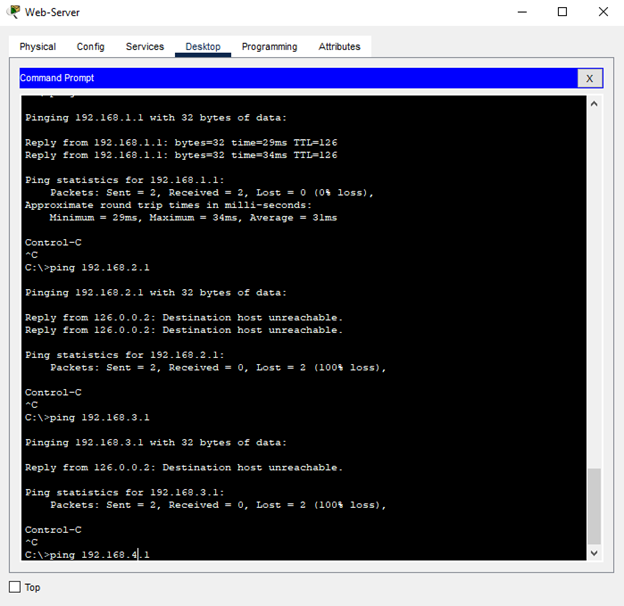 Web-Server
Physical Config Services Desktop Programming Attributes
Command Prompt
X
Pinging 192.168.1.1 with 32 bytes of data:
Reply from 192.168.1.1: bytes=32 time=29ms TTL=126
Reply from 192.168.1.1: bytes=32 time=34ms TTL=126
Ping statistics for 192.168.1.1:
Packets: Sent = 2, Received = 2, Lost = 0 (0% loss),
Approximate round trip times in milli-seconds:
Minimum = 29ms, Maximum = 34ms, Average = 31ms
Control-C
^C
C:\>ping 192.168.2.1
Pinging 192.168.2.1 with 32 bytes of data:
Reply from 126.0.0.2: Destination host unreachable.
Reply from 126.0.0.2: Destination host unreachable.
Ping statistics for 192.168.2.1:
Packets: Sent = 2, Received = 0, Lost = 2 (100% loss),
Control-C
^C
C:\>ping 192.168.3.1
Pinging 192.168.3.1 with 32 bytes of data:
Reply from 126.0.0.2: Destination host unreachable.
Ping statistics for 192.168.3.1:
Packets: Sent = 2, Received = 0, Lost = 2 (100% loss),
Control-C
^C
C:\>ping 192.168.4.1
Top